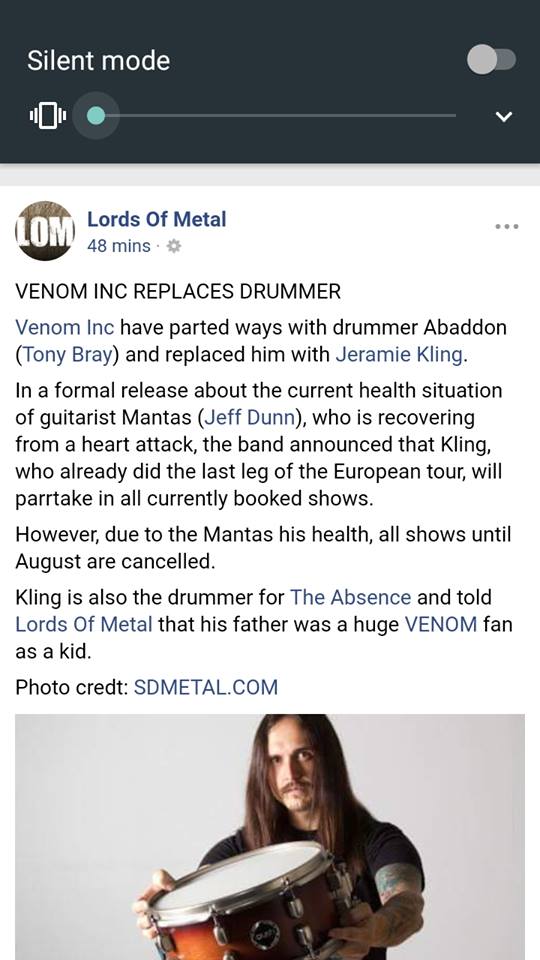 Silent mode
LOM
Lords Of Metal
48 mins ·
VENOM INC REPLACES DRUMMER
Venom Inc have parted ways with drummer Abaddon
(Tony Bray) and replaced him with Jeramie Kling.
In a formal release about the current health situation
of guitarist Mantas (Jeff Dunn), who is recovering
from a heart attack, the band announced that Kling,
who already did the last leg of the European tour, will
parrtake in all currently booked shows.
However, due to the Mantas his health, all shows until
August are cancelled.
Kling is also the drummer for The Absence and told
Lords Of Metal that his father was a huge VENOM fan
as a kid.
Photo credt: SDMETAL.COM